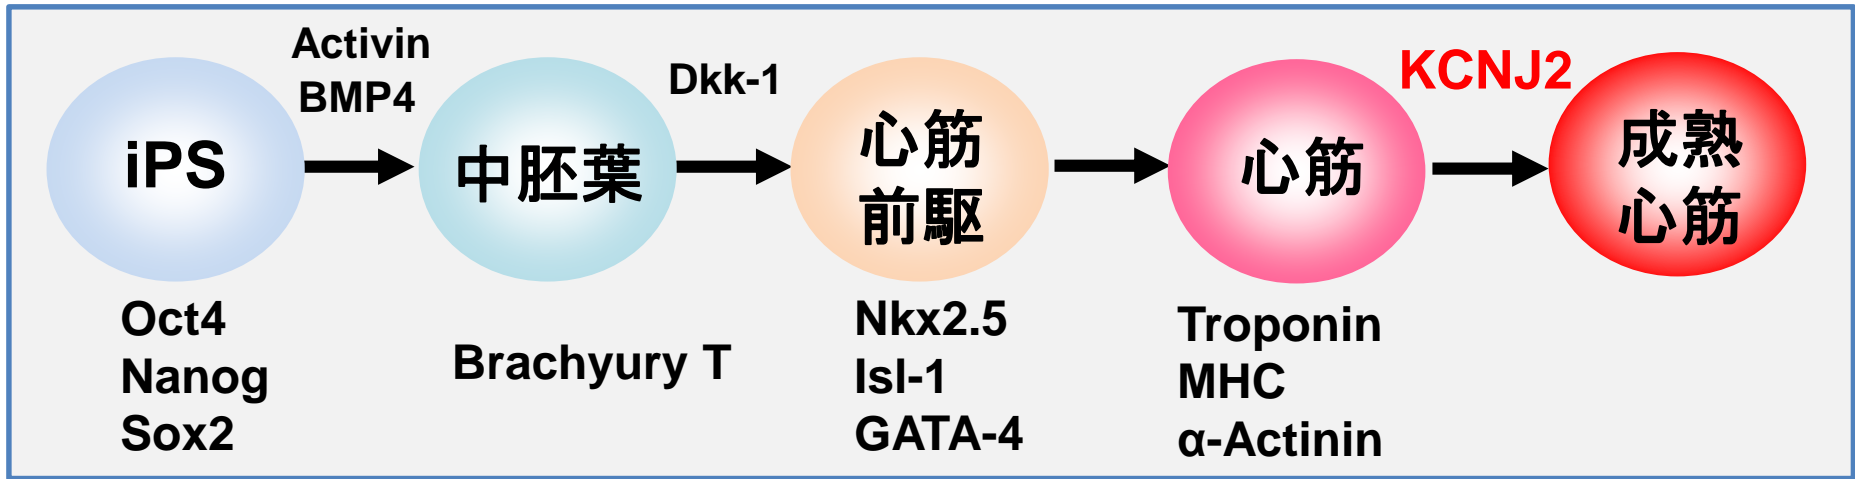 iPS
Activin
BMP4
中胚葉
Dkk-1
心筋
前駆
心筋
KCNJ2
成熟
心筋
Oct4
Nanog
Sox2
Brachyury T
Nkx2.5
Isl-1
GATA-4
Troponin
MHC
α-Actinin